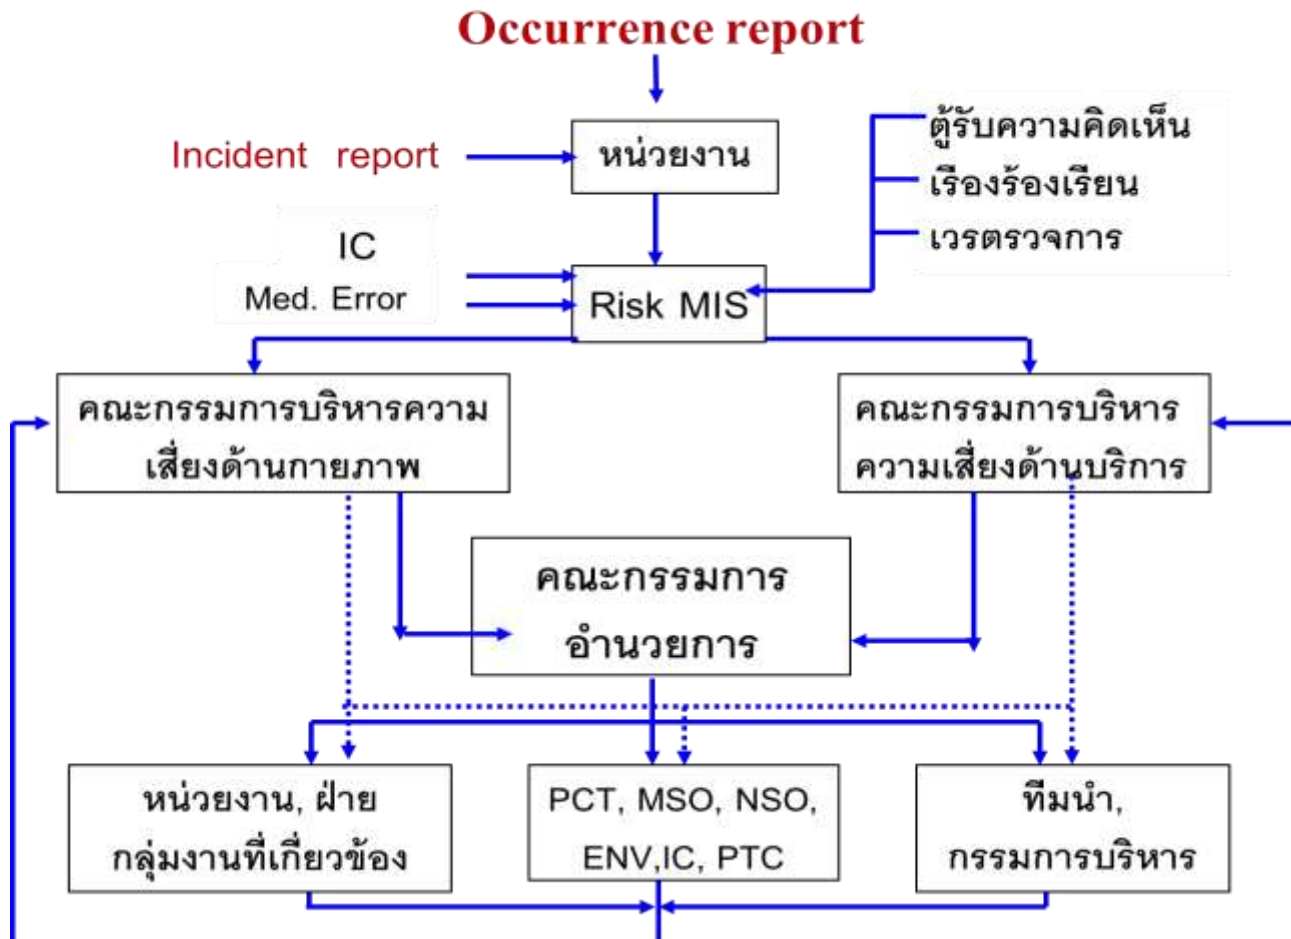 Occurrence report
หน่วยงาน
Incident report
ตู้รับความคิดเห็น
เรืองร้องเรียน
เวรตรวจการ
IC
Med. Error
Risk MIS
คณะกรรมการบริหารความ
เสี่ยงด้านกายภาพ
คณะกรรมการบริหาร
ความเสี่ยงด้านบริการ
คณะกรรมการ
อำนวยการ
หน่วยงาน, ฝ่าย
กลุ่มงานที่เกี่ยวข้อง
PCT, MSO, NSO,
ENV,IC, PTC
ทีมนำ,
กรรมการบริหาร